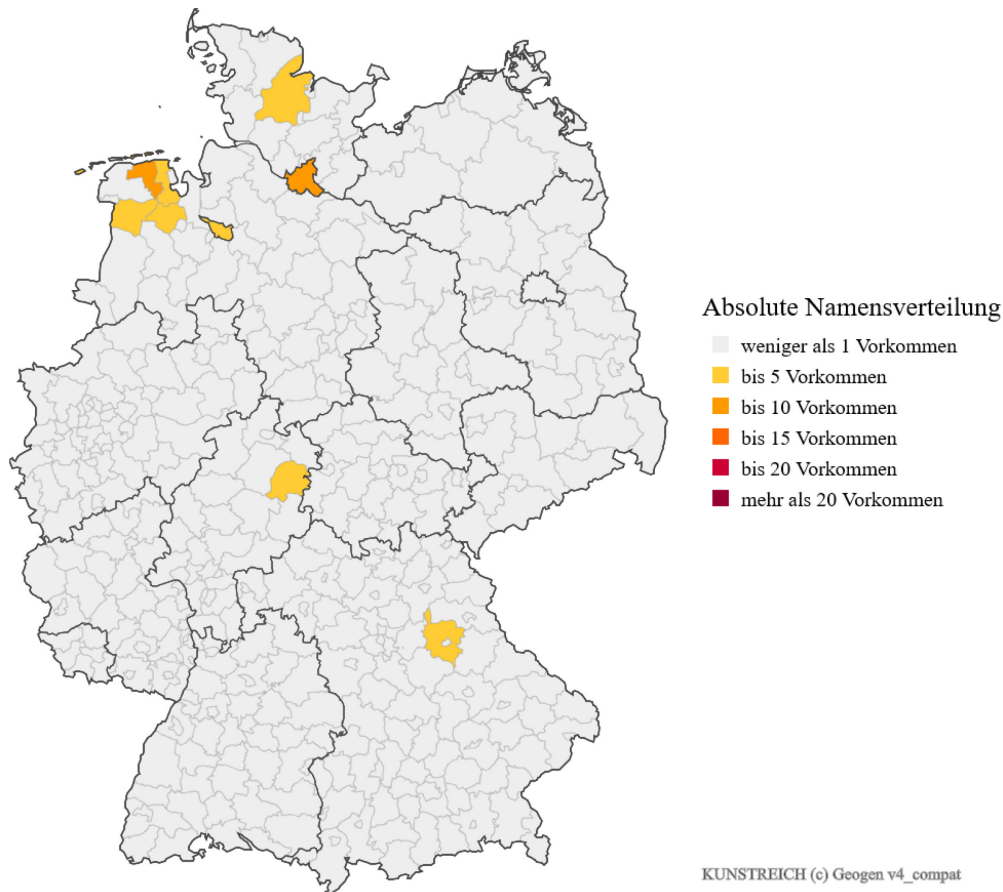 Absolute Namensverteilung
weniger als 1 Vorkommen
bis 5 Vorkommen
bis 10 Vorkommen
bis 15 Vorkommen
bis 20 Vorkommen
mehr als 20 Vorkommen
KUNSTREICH (c) Geogen v4_compat